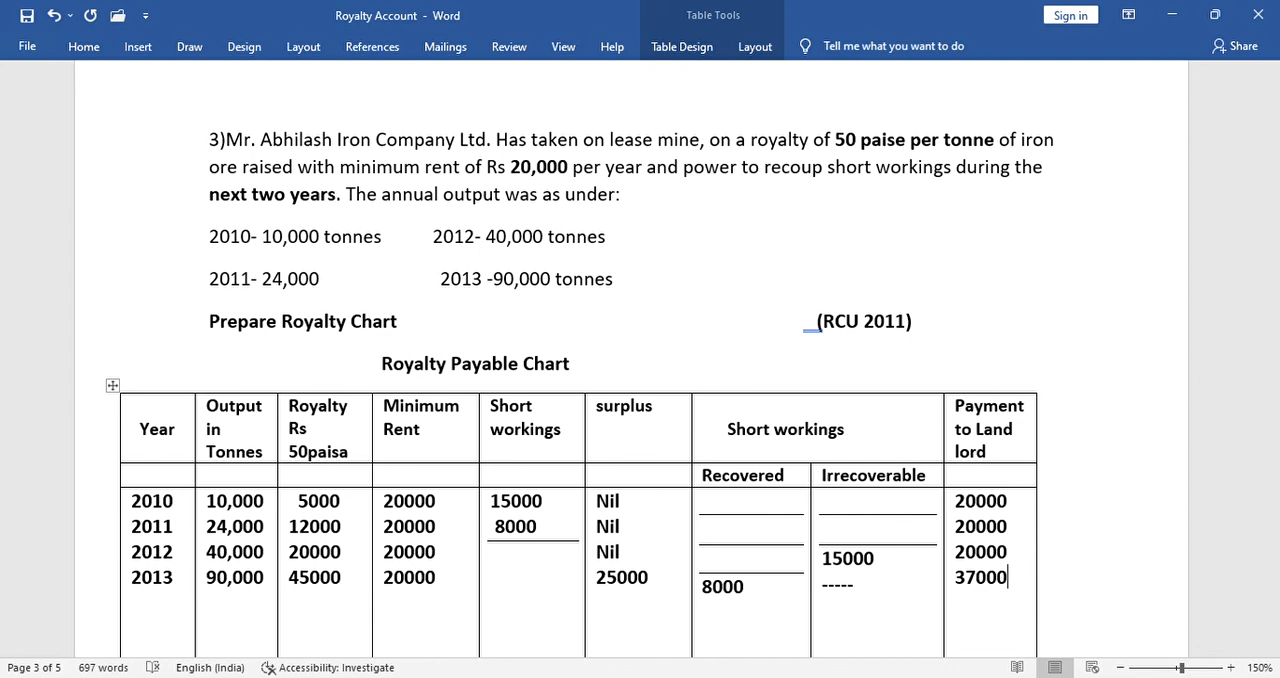 Royalty Account - Word
Table Tools
Sign in
File Home Insert Draw Design Layout References Mailings Review View Help Table Design Layout Tell me what you want to do Share
3)Mr. Abhilash Iron Company Ltd. Has taken on lease mine, on a royalty of 50 paise per tonne of iron
ore raised with minimum rent of Rs 20,000 per year and power to recoup short workings during the
next two years. The annual output was as under:
2010- 10,000 tonnes 2012- 40,000 tonnes
2011- 24,000 2013 -90,000 tonnes
Prepare Royalty Chart __(RCU 2011)
Royalty Payable Chart
Year
Output
in
Tonnes
Royalty
Rs
50paisa
Minimum
Rent
Short
workings
surplus
Short workings
Payment
to Land
lord
Recovered Irrecoverable
2010 10,000 5000 20000 15000 Nil 20000
2011 24,000 12000 20000 8000 Nil 20000
2012 40,000 20000 20000 Nil 15000 20000
2013 90,000 45000 20000 25000 8000 ----- 37000
Page 3 of 5 697 words English (India) Accessibility: Investigate 150%